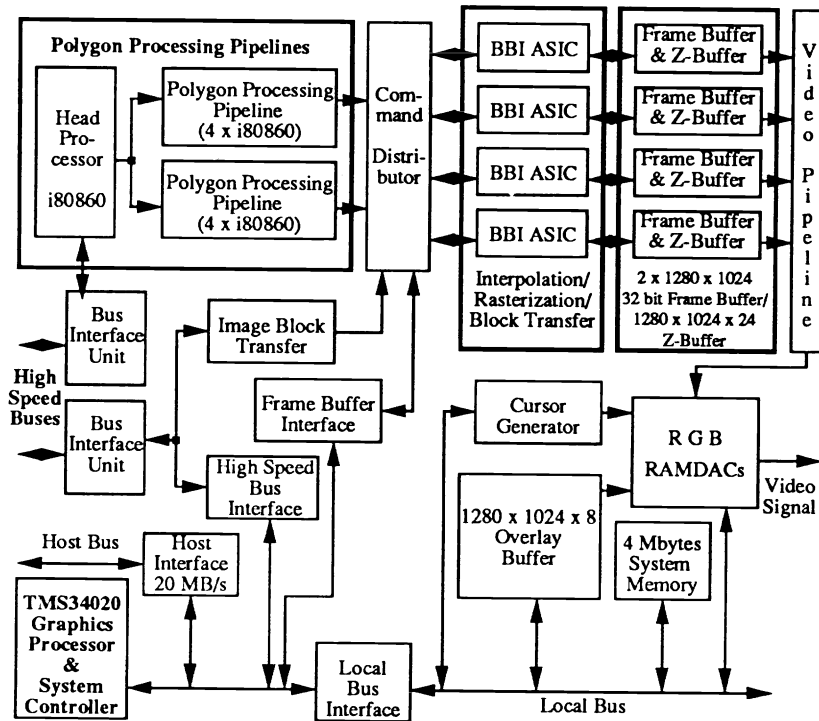 Polygon Processing Pipelines
Head
Pro-
cessor
i80860
Polygon Processing
Pipeline
(4 x i80860)
Polygon Processing
Pipeline
(4 x i80860)
Com-
mand
Distri-
butor
BBI ASIC
BBI ASIC
BBI ASIC
BBI ASIC
Interpolation/
Rasterization/
Block Transfer
Frame Buffer
& Z-Buffer
Frame Buffer
& Z-Buffer
Frame Buffer
& Z-Buffer
Frame Buffer
& Z-Buffer
2 x 1280 x 1024
32 bit Frame Buffer/
1280 x 1024 x 24
Z-Buffer
Video Pipeline
Bus
Interface
Unit
High
Speed
Buses
Bus
Interface
Unit
Image Block
Transfer
Frame Buffer
Interface
High Speed
Bus
Interface
Cursor
Generator
R G B
RAMDACs
Video
Signal
1280 x 1024 x 8
Overlay
Buffer
4 Mbytes
System
Memory
Host Bus
Host
Interface
20 MB/s
TMS34020
Graphics
Processor
&
System
Controller
Local
Bus
Interface
Local Bus